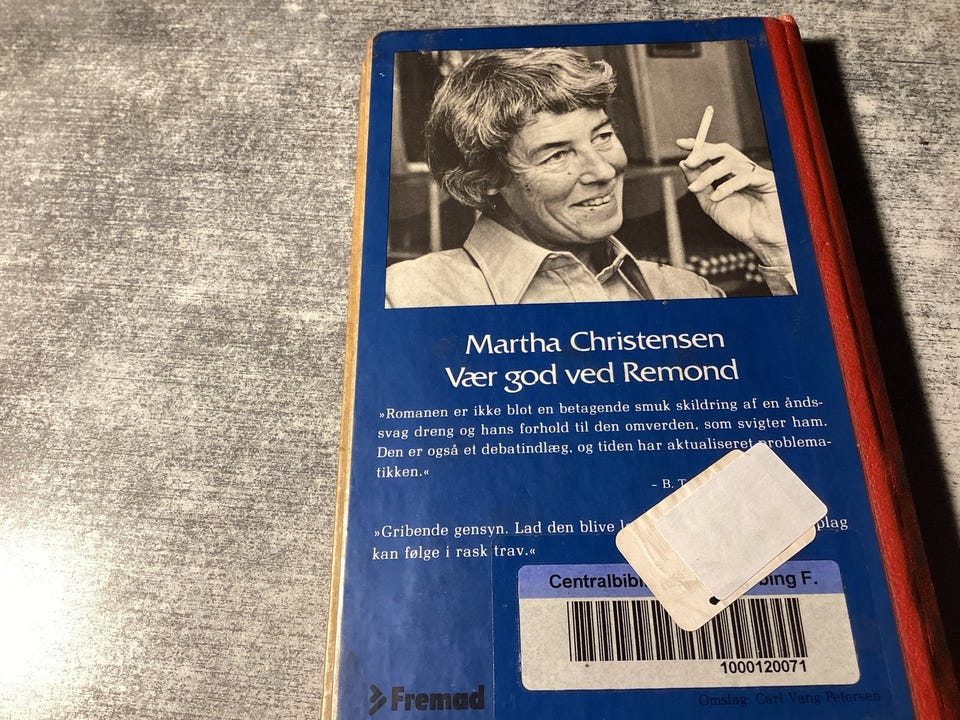 Martha Christensen
Vær god ved Remond
»Romanen er ikke blot en betagende smuk skildring af en ånds-
svag dreng og hans forhold til den omverden, som svigter ham.
Den er også et debatindlæg, og tiden har aktualiseret problema-
tikken.«
– B. T.
»Gribende gensyn. Lad den blive
kan følge i rask trav.«
Centralbibl F.
1000120071
Fremad
Omslag: Carl Vang Petersen